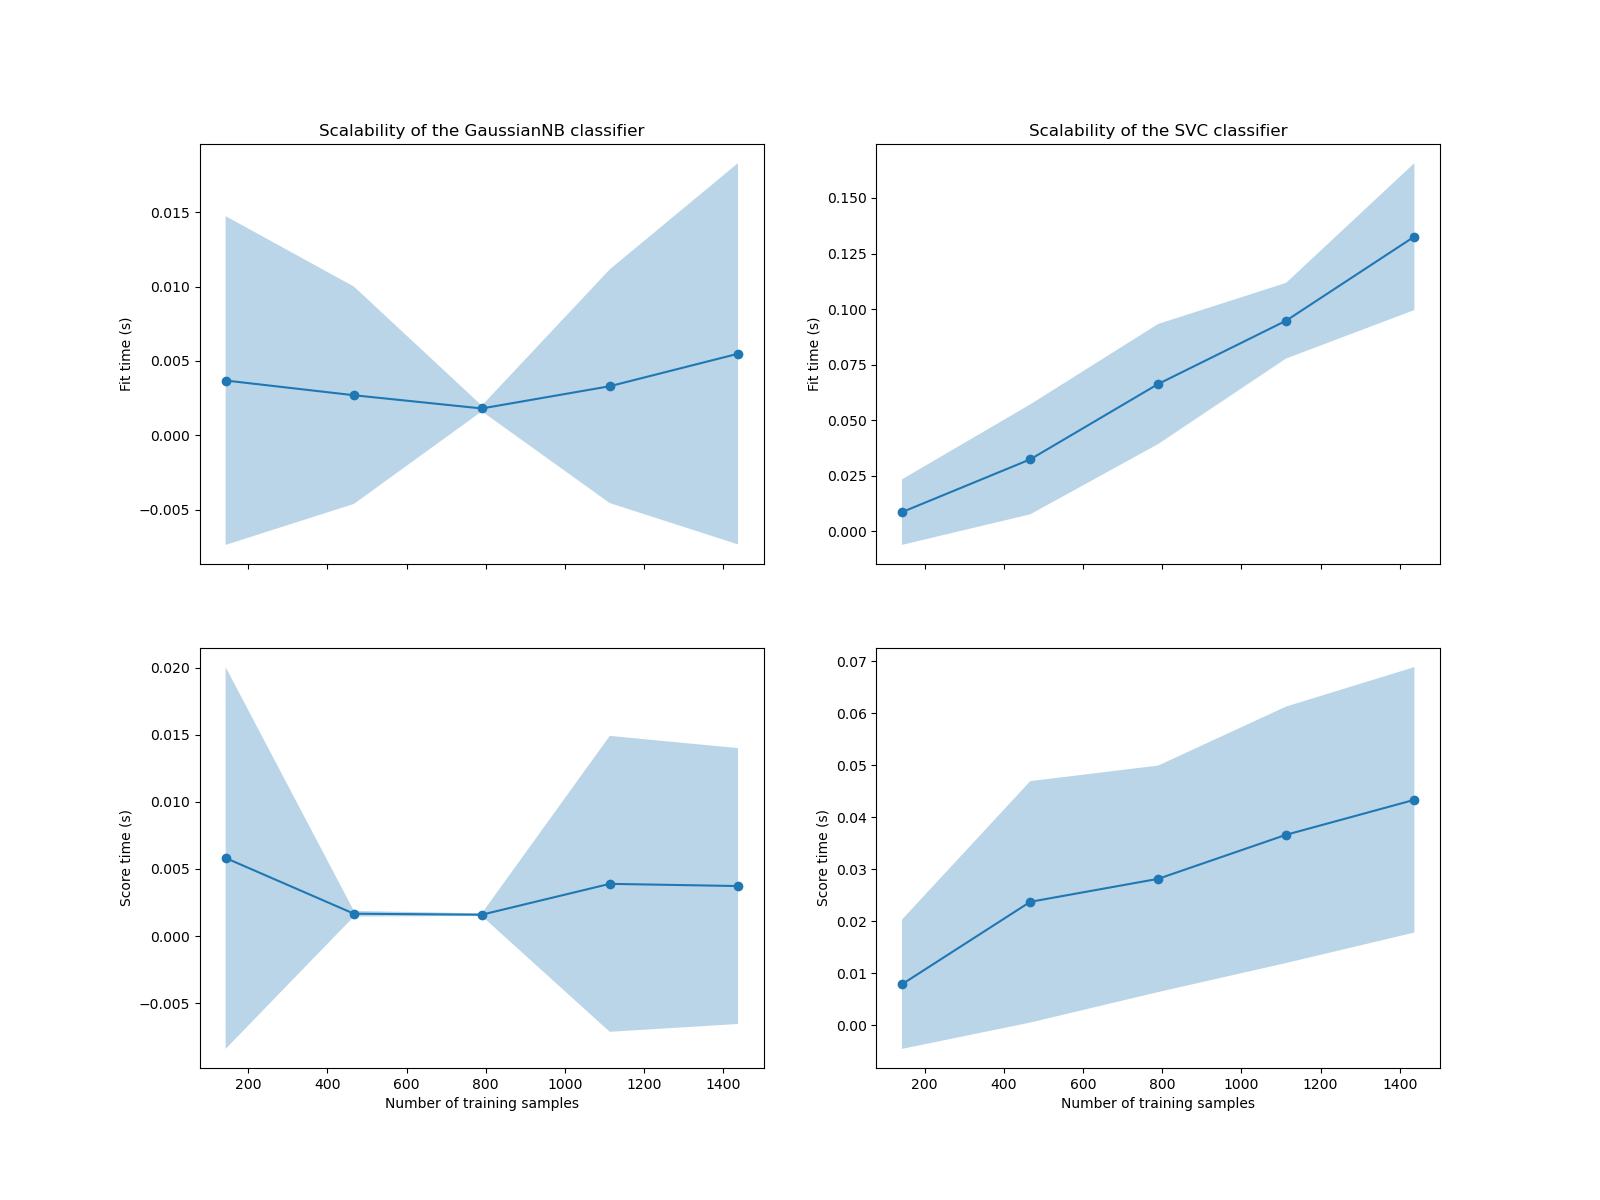 Scalability of the GaussianNB classifier
0.015
0.010
0.005
0.000
−0.005
Fit time (s)
Scalability of the SVC classifier
0.150
0.125
0.100
0.075
0.050
0.025
0.000
Fit time (s)
0.020
0.015
0.010
0.005
0.000
−0.005
Score time (s)
200 400 600 800 1000 1200 1400
Number of training samples
0.07
0.06
0.05
0.04
0.03
0.02
0.01
0.00
Score time (s)
200 400 600 800 1000 1200 1400
Number of training samples